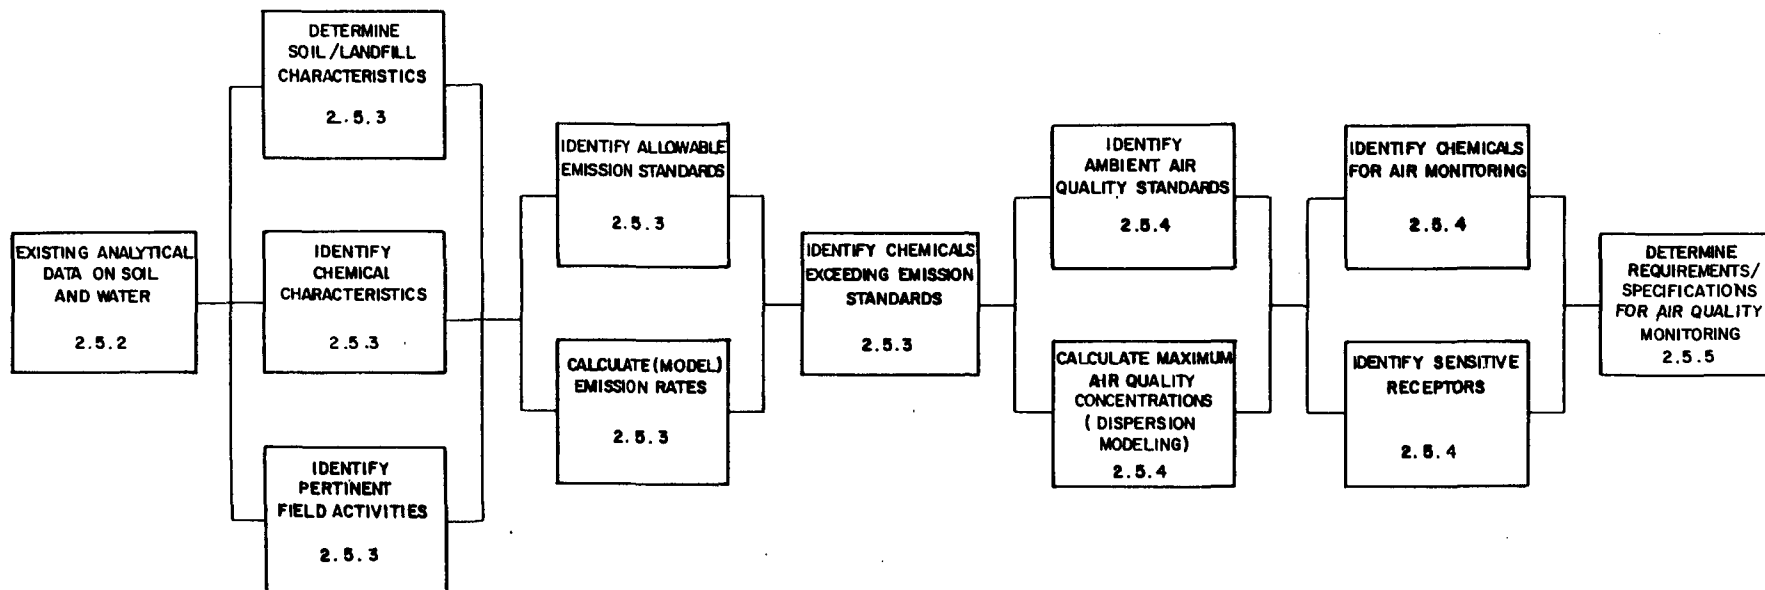 EXISTING ANALYTICAL
DATA ON SOIL
AND WATER
2.5.2
DETERMINE
SOIL/LANDFILL
CHARACTERISTICS
2.5.3
IDENTIFY
CHEMICAL
CHARACTERISTICS
2.5.3
IDENTIFY
PERTINENT
FIELD ACTIVITIES
2.5.3
IDENTIFY ALLOWABLE
EMISSION STANDARDS
2.5.3
CALCULATE (MODEL)
EMISSION RATES
2.5.3
IDENTIFY CHEMICALS
EXCEEDING EMISSION
STANDARDS
2.5.3
IDENTIFY
AMBIENT AIR
QUALITY STANDARDS
2.5.4
CALCULATE MAXIMUM
AIR QUALITY
CONCENTRATIONS
( DISPERSION
MODELING)
2.5.4
IDENTIFY CHEMICALS
FOR AIR MONITORING
2.5.4
IDENTIFY SENSITIVE
RECEPTORS
2.5.4
DETERMINE
REQUIREMENTS/
SPECIFICATIONS
FOR AIR QUALITY
MONITORING
2.5.5